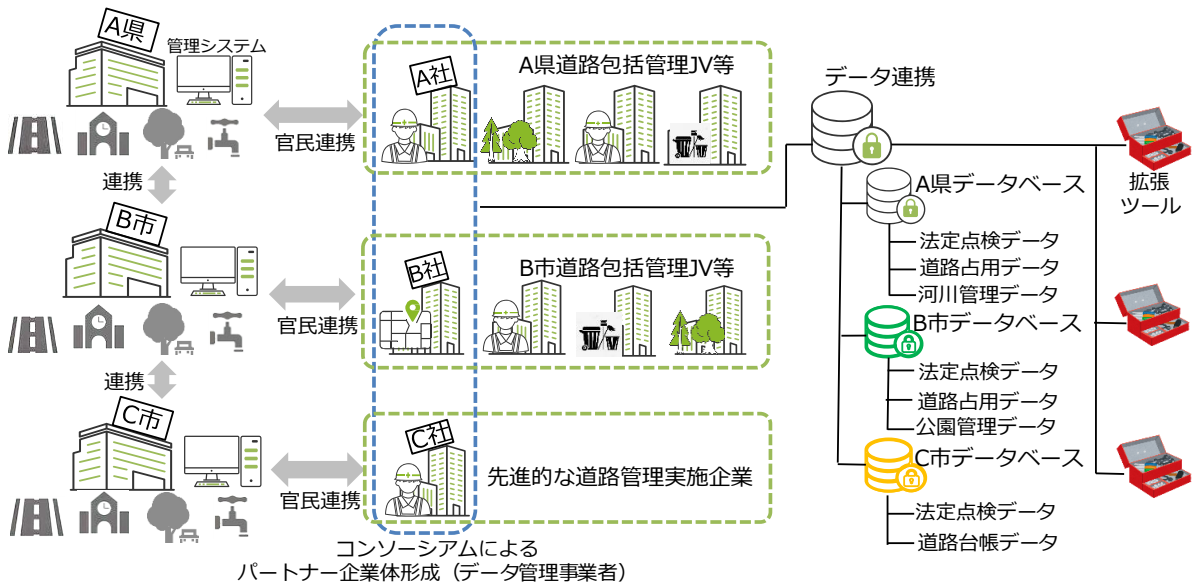 A県
管理システム
官民連携
連携
B市
官民連携
連携
C市
官民連携
A社
A県道路包括管理JV等
B社
B市道路包括管理JV等
C社
先進的な道路管理実施企業
コンソーシアムによる
パートナー企業体形成（データ管理事業者）
データ連携
A県データベース
法定点検データ
道路占用データ
河川管理データ
B市データベース
法定点検データ
道路占用データ
公園管理データ
C市データベース
法定点検データ
道路台帳データ
拡張
ツール